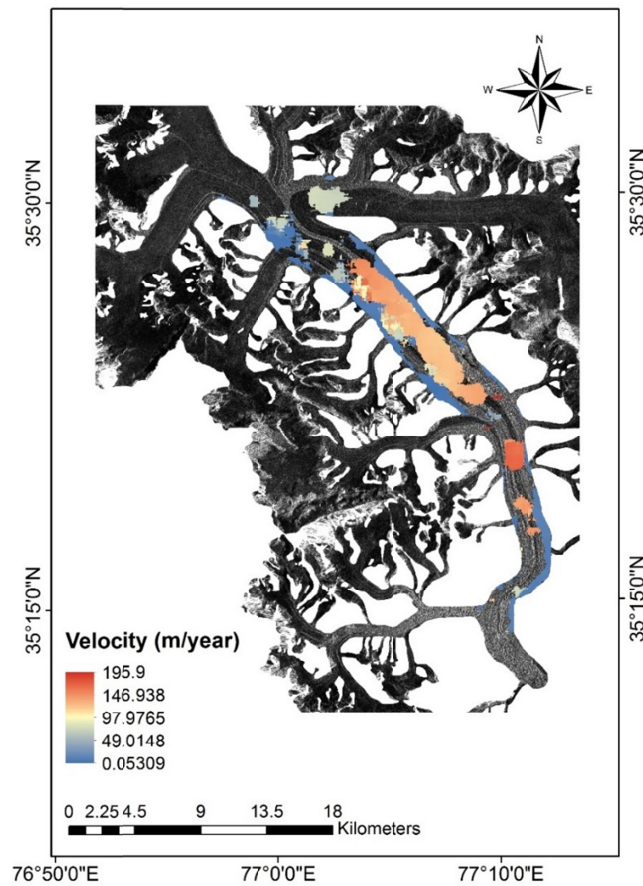 N
W E
S
35°30'0"N 35°30'0"N
35°15'0"N 35°15'0"N
Velocity (m/year)
195.9
146.938
97.9765
49.0148
0.05309
0 2.25 4.5 9 13.5 18
Kilometers
76°50'0"E 77°0'0"E 77°10'0"E